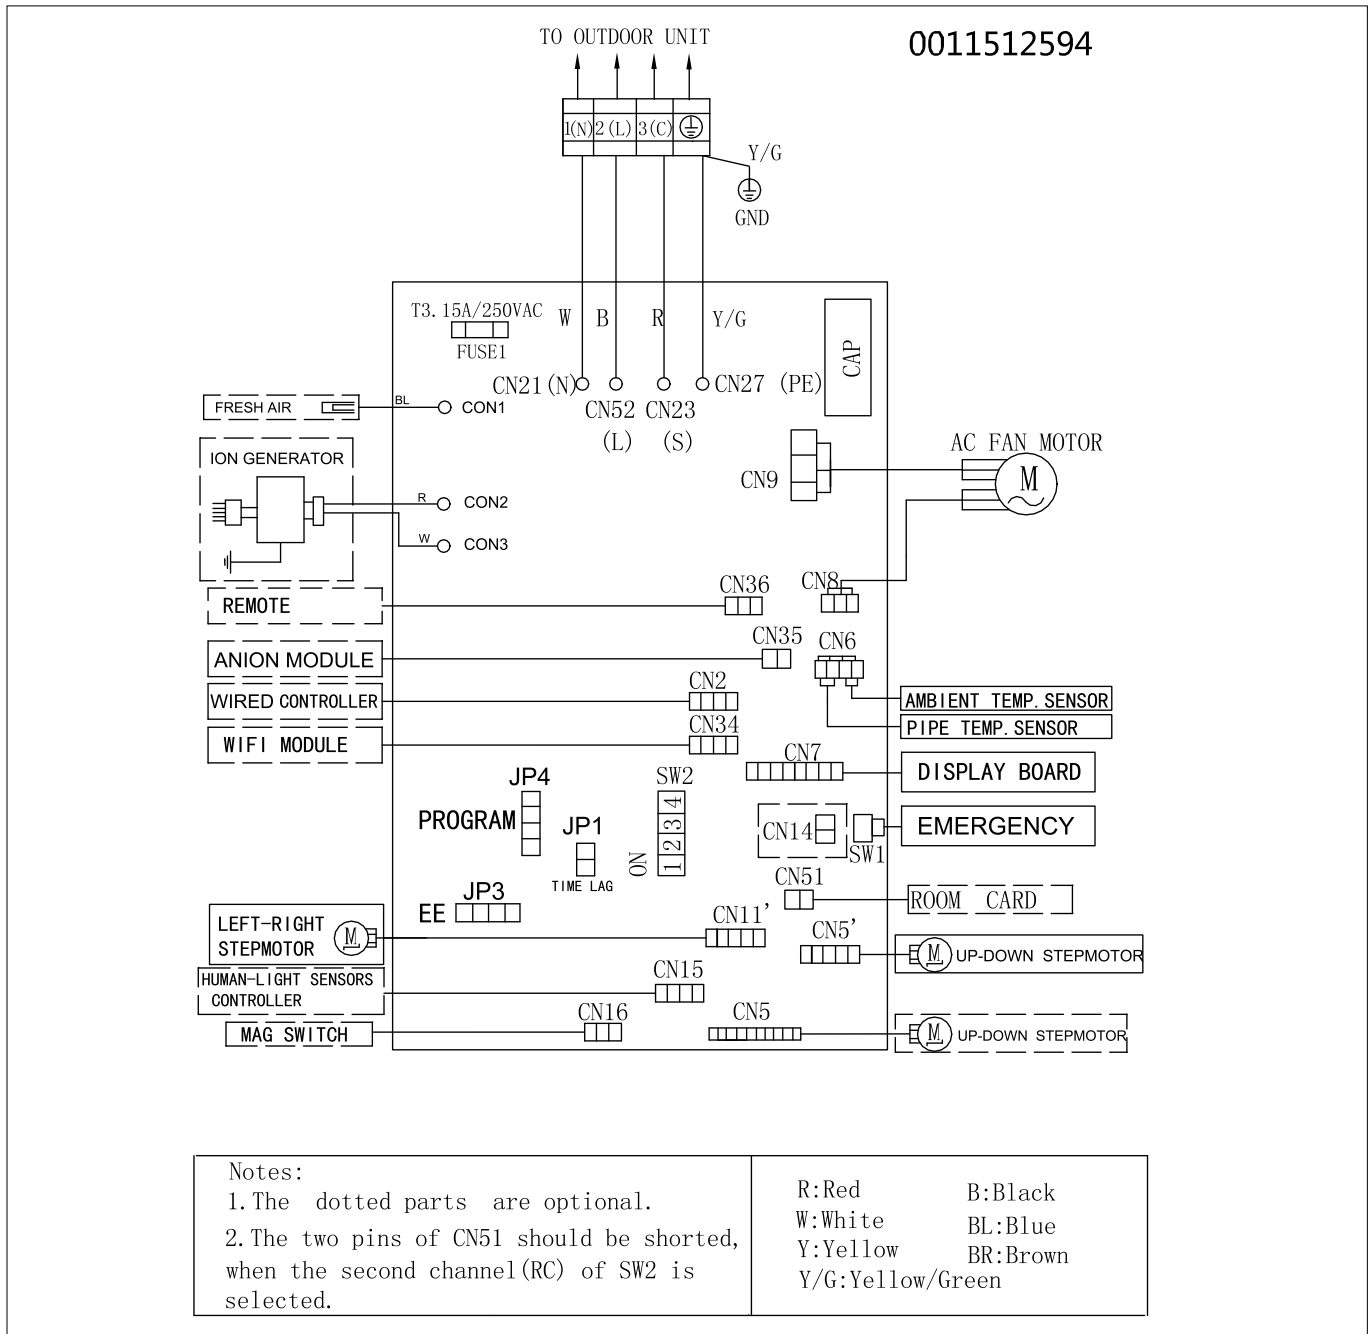 TO OUTDOOR UNIT
0011512594
1(N) 2(L) 3(C)
Y/G
GND
T3.15A/250VAC
FUSE1
W B R Y/G
CAP
CN21(N) CN27 (PE)
CN52 CN23
(L) (S)
FRESH AIR BL CON1
ION GENERATOR
R CON2
W CON3
CN9
AC FAN MOTOR
M
REMOTE
CN36
CN8
ANION MODULE
CN35
CN6
WIRED CONTROLLER
CN2
AMBIENT TEMP.SENSOR
PIPE TEMP.SENSOR
WIFI MODULE
CN34
CN7
DISPLAY BOARD
JP4
PROGRAM
JP1
TIME LAG
SW2
ON
1 2 3 4
CN14
SW1
EMERGENCY
CN51
ROOM CARD
JP3
EE
LEFT-RIGHT
STEPMOTOR
M
CN11'
CN5'
M UP-DOWN STEPMOTOR
HUMAN-LIGHT SENSORS
CONTROLLER
CN15
MAG SWITCH
CN16
CN5
M UP-DOWN STEPMOTOR
Notes:
1.The dotted parts are optional.
2.The two pins of CN51 should be shorted,
when the second channel(RC) of SW2 is
selected.
R:Red B:Black
W:White BL:Blue
Y:Yellow BR:Brown
Y/G:Yellow/Green